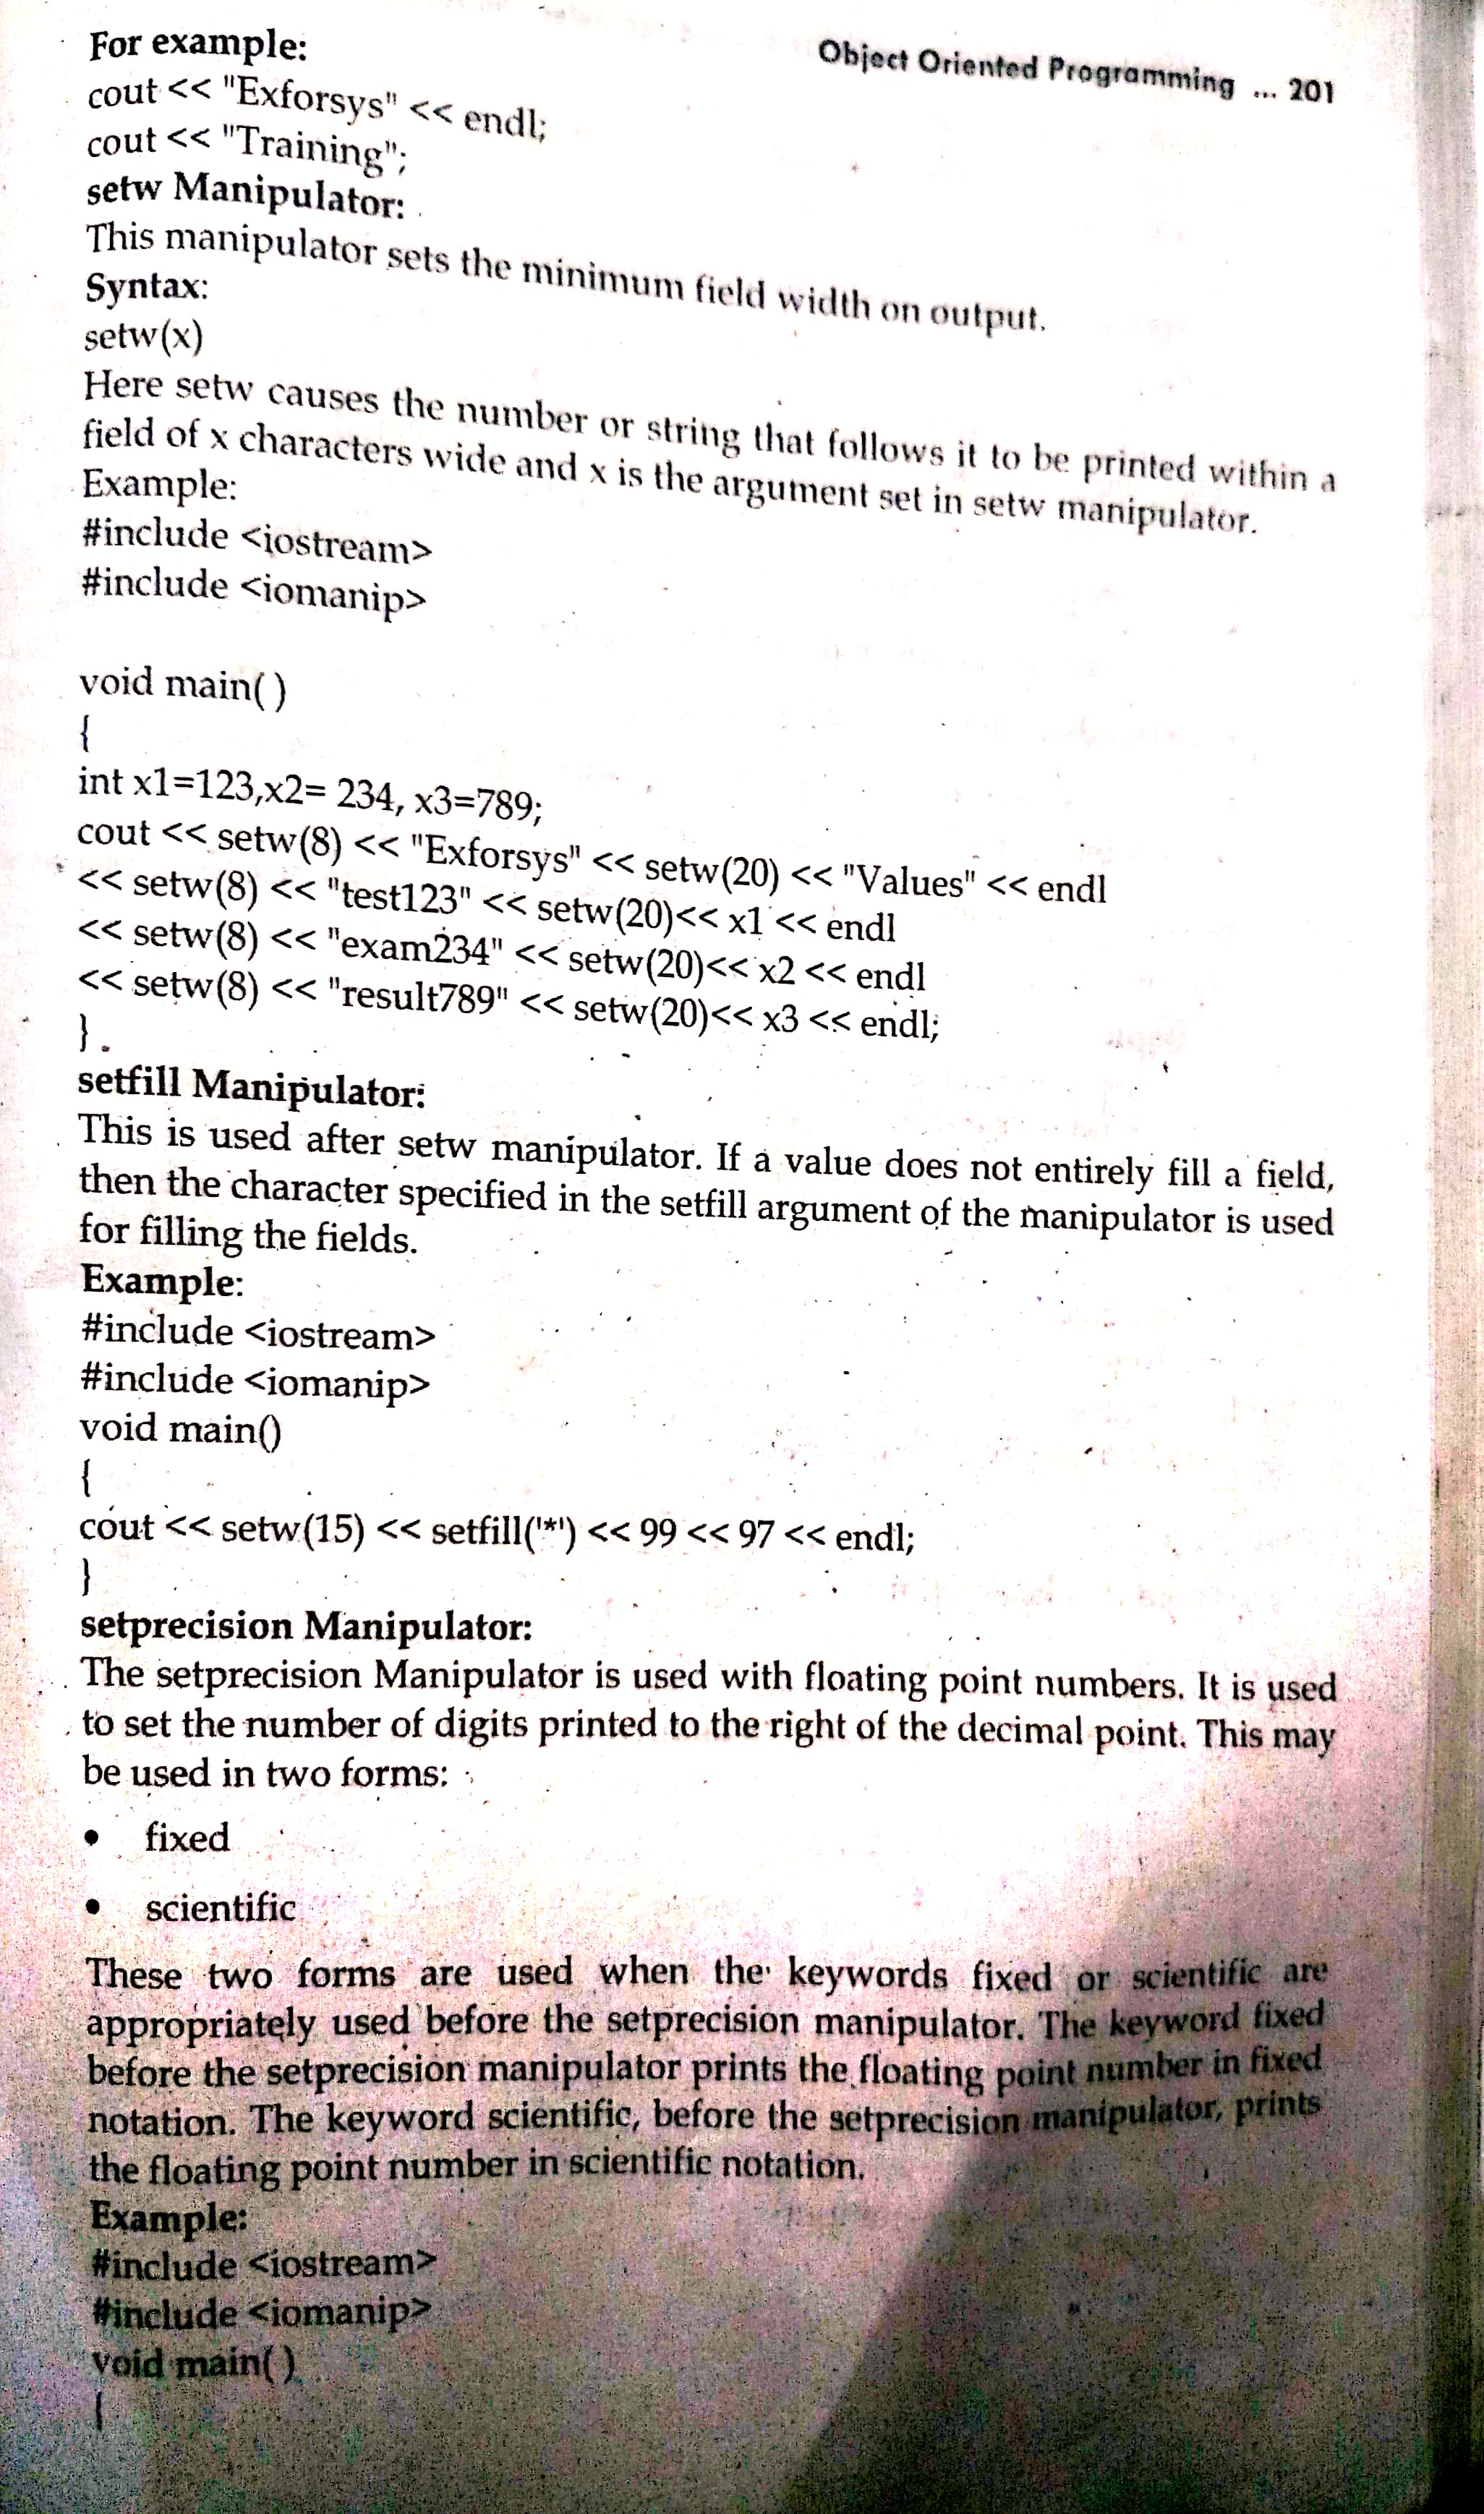 Object Oriented Programming ... 201
For example:
cout << "Exforsys" << endl;
cout << "Training";
setw Manipulator:
This manipulator sets the minimum field width on output.
Syntax:
setw(x)
Here setw causes the number or string that follows it to be printed within a
field of x characters wide and x is the argument set in setw manipulator.
Example:
#include <iostream>
#include <iomanip>
void main( )
{
int x1=123,x2= 234, x3=789;
cout << setw(8) << "Exforsys" << setw(20) << "Values" << endl
<< setw(8) << "test123" << setw(20)<< x1 << endl
<< setw(8) << "exam234" << setw(20)<< x2 << endl
<< setw(8) << "result789" << setw(20)<< x3 << endl;
}
setfill Manipulator:
This is used after setw manipulator. If a value does not entirely fill a field,
then the character specified in the setfill argument of the manipulator is used
for filling the fields.
Example:
#include <iostream>
#include <iomanip>
void main()
{
cout << setw(15) << setfill('*') << 99 << 97 << endl;
}
setprecision Manipulator:
The setprecision Manipulator is used with floating point numbers. It is used
to set the number of digits printed to the right of the decimal point. This may
be used in two forms:
• fixed
• scientific
These two forms are used when the keywords fixed or scientific are
appropriately used before the setprecision manipulator. The keyword fixed
before the setprecision manipulator prints the floating point number in fixed
notation. The keyword scientific, before the setprecision manipulator, prints
the floating point number in scientific notation.
Example:
#include <iostream>
#include <iomanip>
void main( )
{